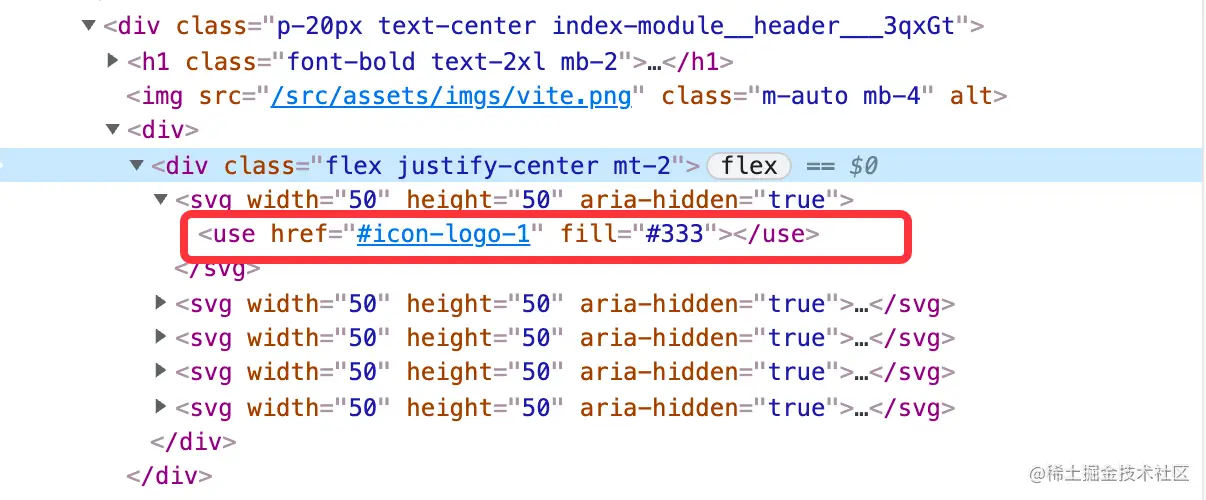 <div class="p-20px text-center index-module__header___3qxGt">
<h1 class="font-bold text-2xl mb-2">…</h1>
<img src="/src/assets/imgs/vite.png" class="m-auto mb-4" alt>
<div>
<div class="flex justify-center mt-2"> flex == $0
<svg width="50" height="50" aria-hidden="true">
<use href="#icon-logo-1" fill="#333"></use>
</svg>
<svg width="50" height="50" aria-hidden="true">…</svg>
<svg width="50" height="50" aria-hidden="true">…</svg>
<svg width="50" height="50" aria-hidden="true">…</svg>
<svg width="50" height="50" aria-hidden="true">…</svg>
</div>
</div>
@稀土掘金技术社区